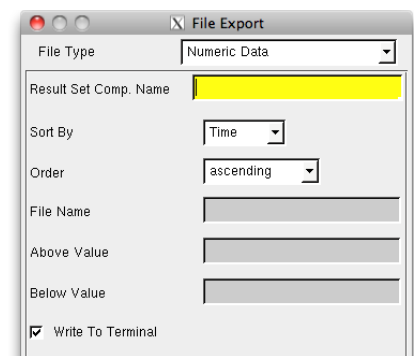 File Export
File Type Numeric Data
Result Set Comp. Name
Sort By Time
Order ascending
File Name
Above Value
Below Value
Write To Terminal